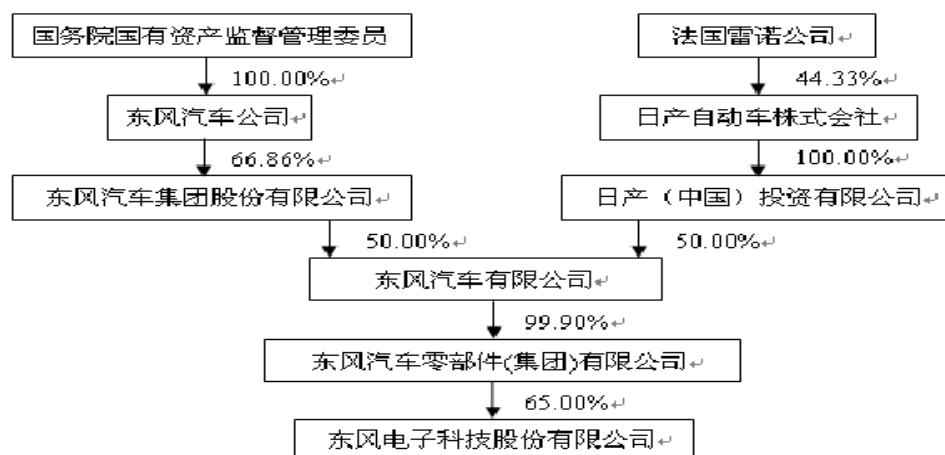 国务院国有资产监督管理委员
法国雷诺公司↵
100.00%↵
44.33%↵
东风汽车公司
日产自动车株式会社
66.86%↵
100.00%↵
东风汽车集团股份有限公司
日产（中国）投资有限公司↵
50.00%↵
50.00%↵
东风汽车有限公司↵
99.90%↵
东风汽车零部件(集团)有限公司
65.00%↵
东风电子科技股份有限公司↵